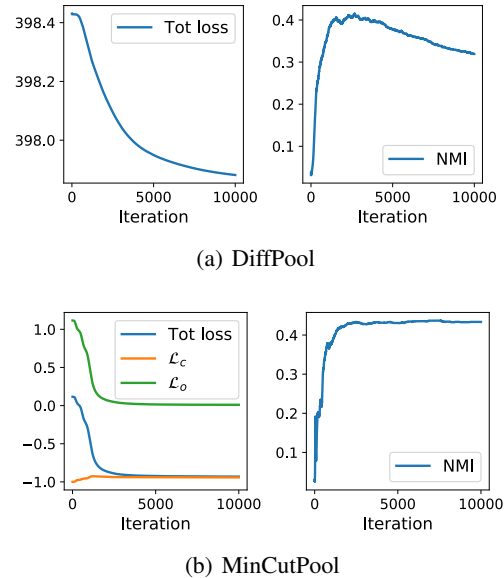 398.4
398.2
398.0
Tot loss
0
5000
10000
Iteration
0.4
0.3
0.2
0.1
NMI
0
5000
10000
Iteration
(a) DiffPool
1.0
0.5
0.0
−0.5
−1.0
Tot loss
ℒc
ℒo
0
5000
10000
Iteration
0.4
0.3
0.2
0.1
NMI
0
5000
10000
Iteration
(b) MinCutPool